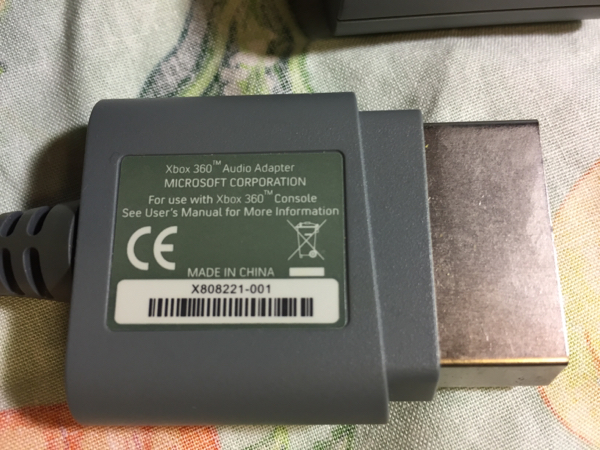 Xbox 360™ Audio Adapter
MICROSOFT CORPORATION
For use with Xbox 360™ Console
See User's Manual for More Information
CE
MADE IN CHINA
X808221-001